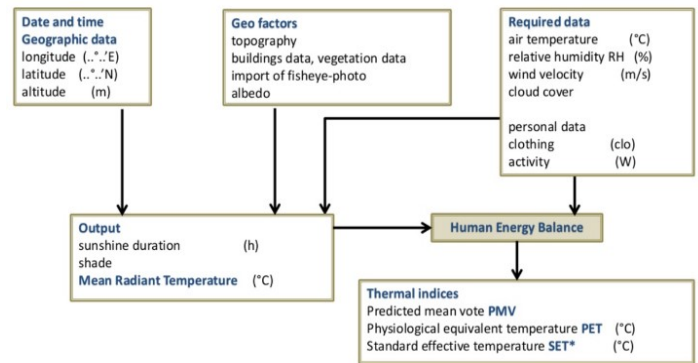 Date and time
Geographic data
longitude (..°..'E)
latitude (..°..'N)
altitude (m)
Geo factors
topography
buildings data, vegetation data
import of fisheye-photo
albedo
Required data
air temperature (°C)
relative humidity RH (%)
wind velocity (m/s)
cloud cover
personal data
clothing (clo)
activity (W)
Output
sunshine duration (h)
shade
Mean Radiant Temperature (°C)
Human Energy Balance
Thermal indices
Predicted mean vote PMV
Physiological equivalent temperature PET (°C)
Standard effective temperature SET* (°C)